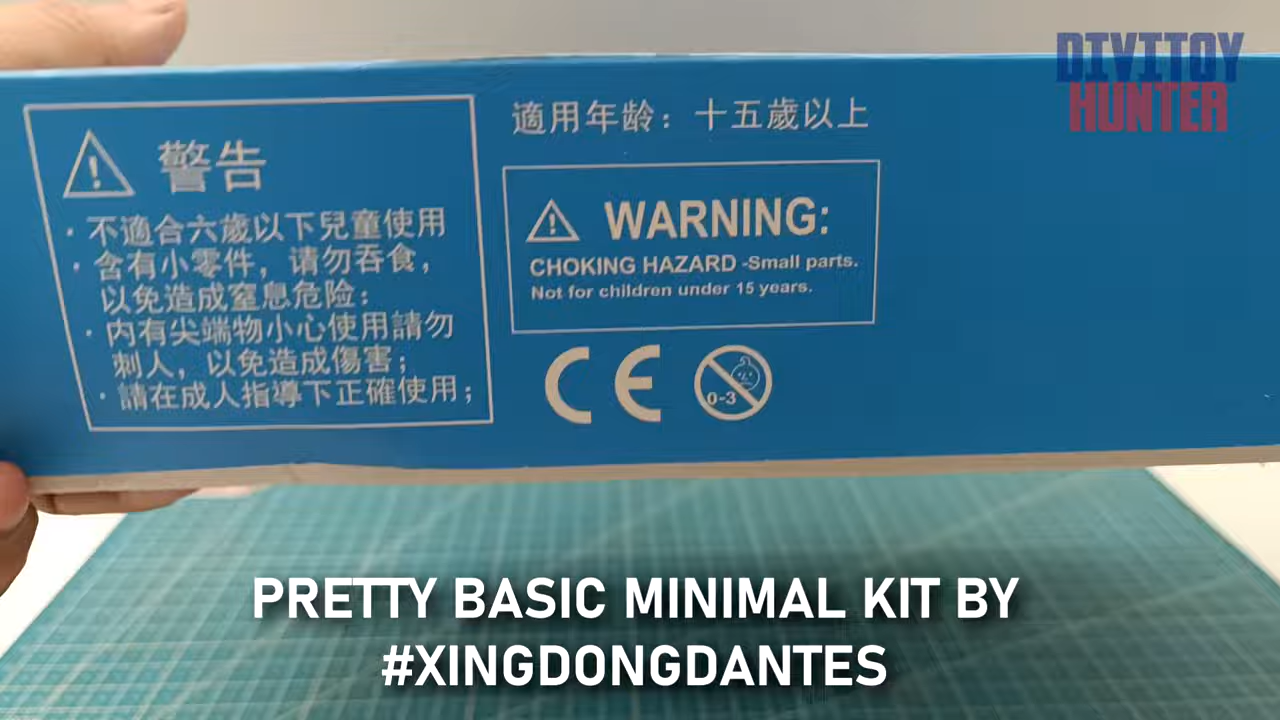 DIVITOY
HUNTER
警告
· 不適合六歲以下兒童使用
· 含有小零件，请勿吞食，
以免造成窒息危险；
· 内有尖端物小心使用請勿
刺人，以免造成傷害；
· 請在成人指導下正確使用；
適用年龄：十五歲以上
WARNING:
CHOKING HAZARD -Small parts.
Not for children under 15 years.
CE
0-3
PRETTY BASIC MINIMAL KIT BY
#XINGDONGDANTES